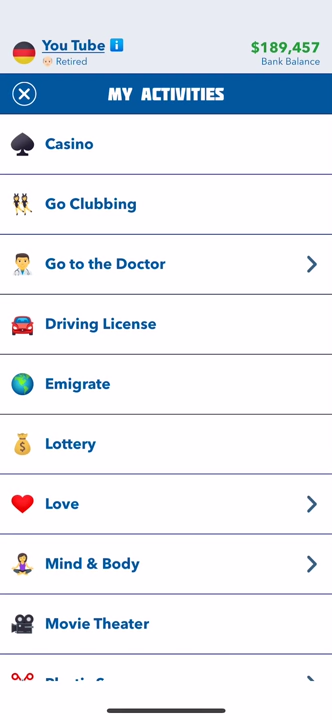 You Tube
$189,457
Retired
Bank Balance
MY ACTIVITIES
Casino
Go Clubbing
Go to the Doctor
Driving License
Emigrate
Lottery
Love
Mind & Body
Movie Theater